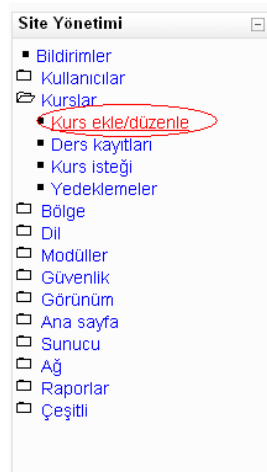 Site Yönetimi
Bildirimler
Kullanıcılar
Kurslar
Kurs ekle/düzenle
Ders kayıtları
Kurs isteği
Yedeklemeler
Bölge
Dil
Modüller
Güvenlik
Görünüm
Ana sayfa
Sunucu
Ağ
Raporlar
Çeşitli